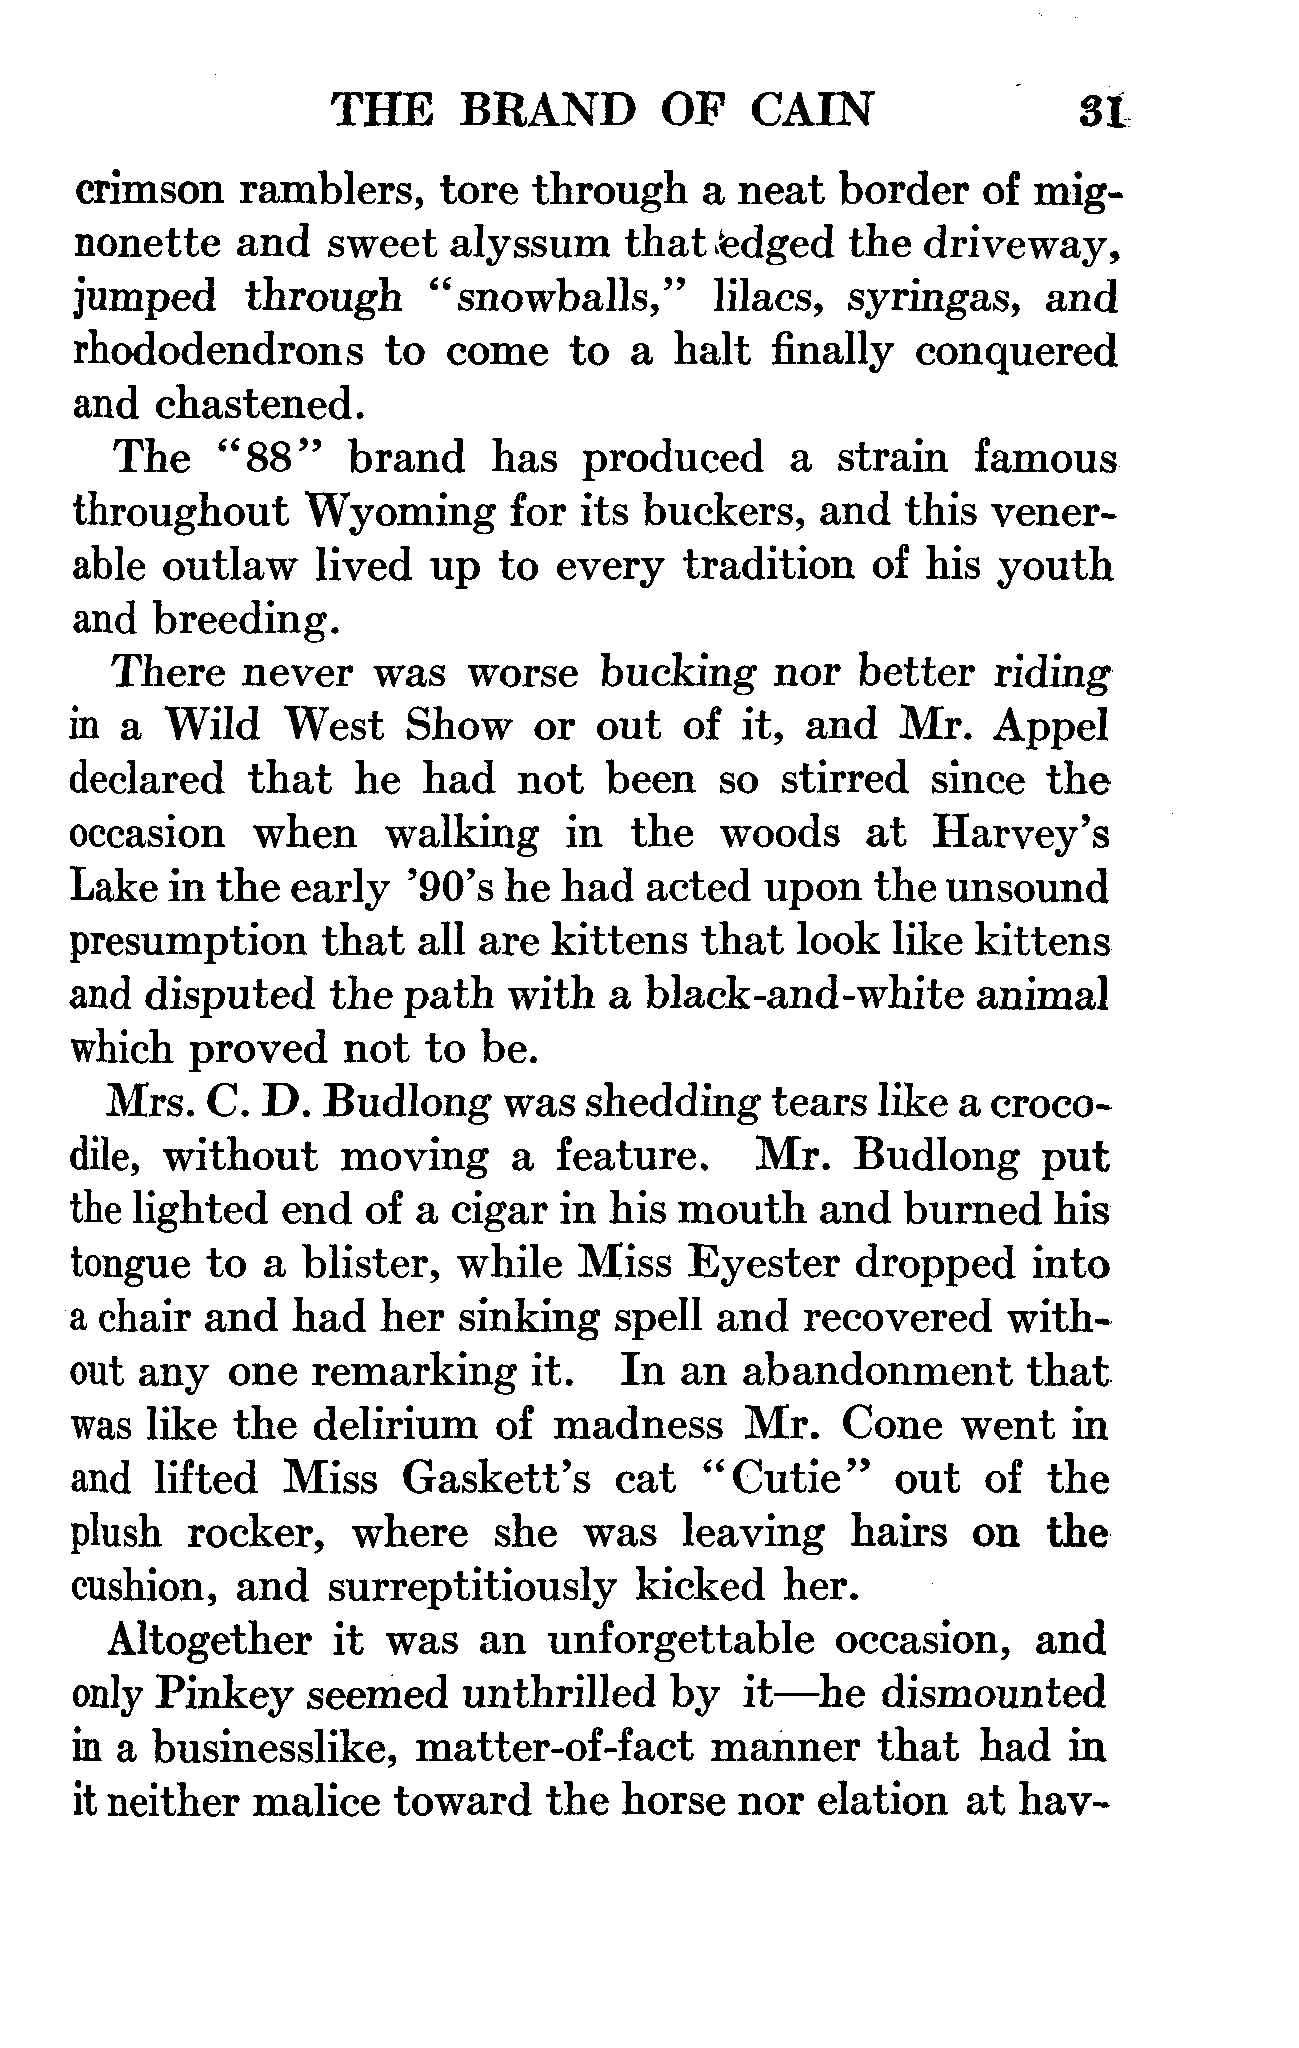 THE BRAND OF CAIN 31
crimson ramblers, tore through a neat border of mig-
nonette and sweet alyssum that edged the driveway,
jumped through "snowballs," lilacs, syringas, and
rhododendrons to come to a halt finally conquered
and chastened.
The "88" brand has produced a strain famous
throughout Wyoming for its buckers, and this vener-
able outlaw lived up to every tradition of his youth
and breeding.
There never was worse bucking nor better riding
in a Wild West Show or out of it, and Mr. Appel
declared that he had not been so stirred since the
occasion when walking in the woods at Harvey's
Lake in the early '90's he had acted upon the unsound
presumption that all are kittens that look like kittens
and disputed the path with a black-and-white animal
which proved not to be.
Mrs. C. D. Budlong was shedding tears like a croco-
dile, without moving a feature. Mr. Budlong put
the lighted end of a cigar in his mouth and burned his
tongue to a blister, while Miss Eyester dropped into
a chair and had her sinking spell and recovered with-
out any one remarking it. In an abandonment that
was like the delirium of madness Mr. Cone went in
and lifted Miss Gaskett's cat "Cutie" out of the
plush rocker, where she was leaving hairs on the
cushion, and surreptitiously kicked her.
Altogether it was an unforgettable occasion, and
only Pinkey seemed unthrilled by it—he dismounted
in a businesslike, matter-of-fact manner that had in
it neither malice toward the horse nor elation at hav-